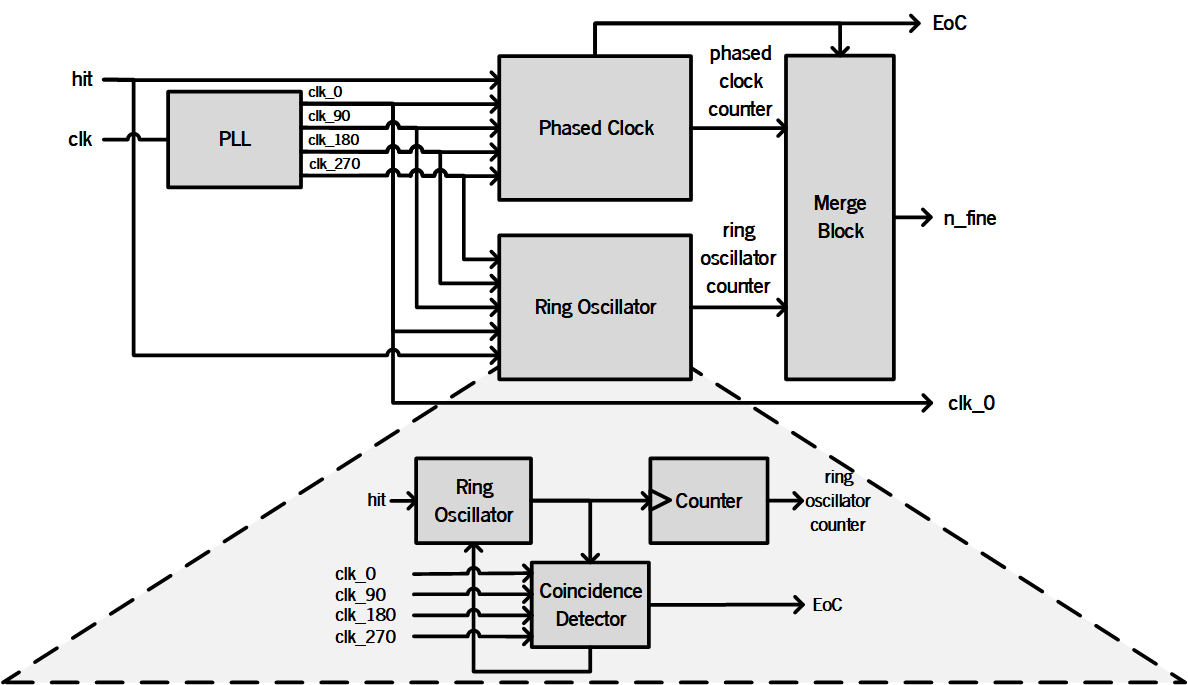 EoC
hit
clk
PLL
clk_0
clk_90
clk_180
clk_270
Phased Clock
phased
clock
counter
Merge
Block
n_fine
Ring Oscillator
ring
oscillator
counter
clk_0
hit
Ring
Oscillator
Counter
ring
oscillator
counter
clk_0
clk_90
clk_180
clk_270
Coincidence
Detector
EoC